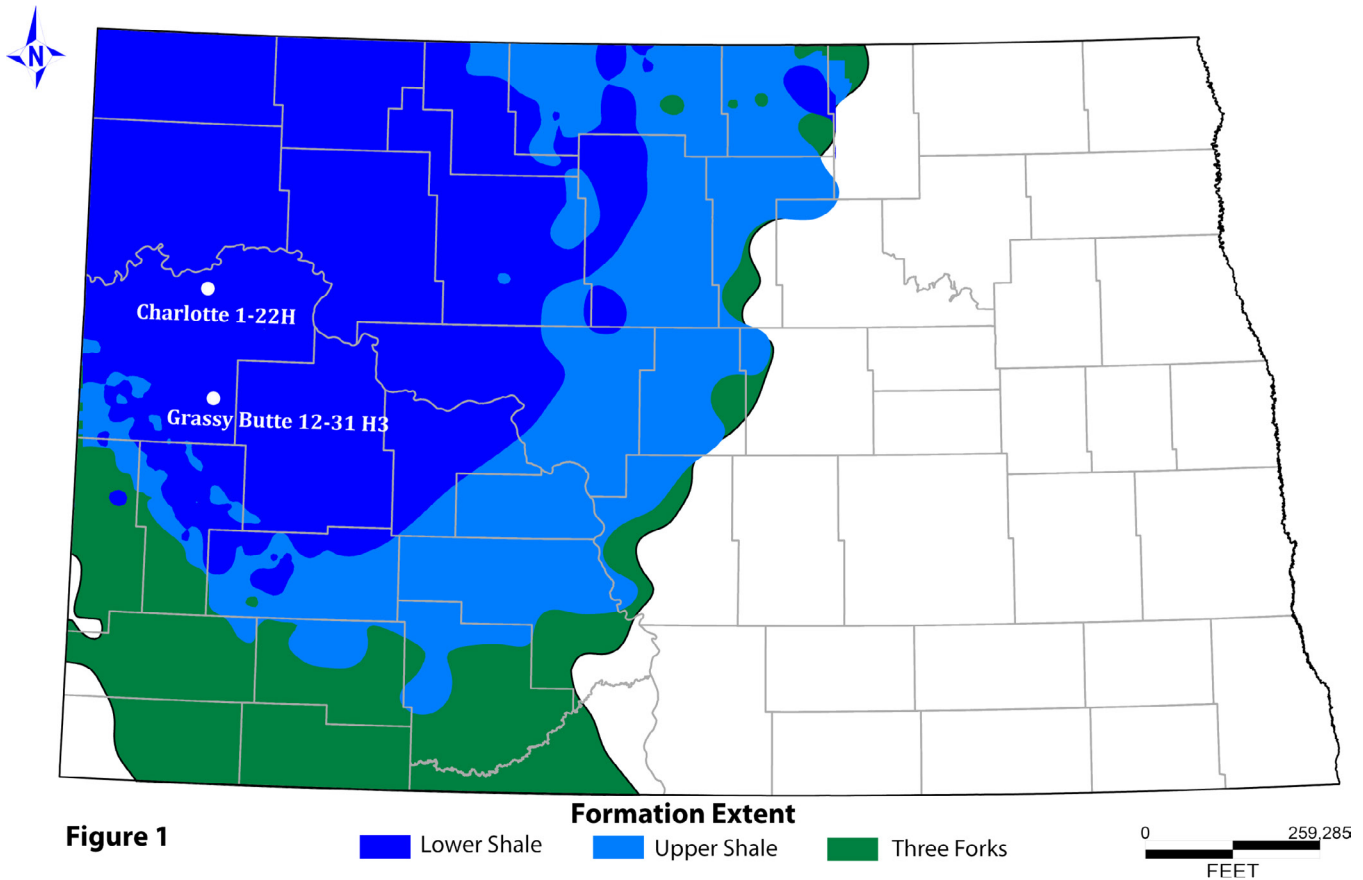 N
Charlotte 1-22H
Grassy Butte 12-31 H3
Formation Extent
Figure 1
Lower Shale
Upper Shale
Three Forks
0 259,285
FEET